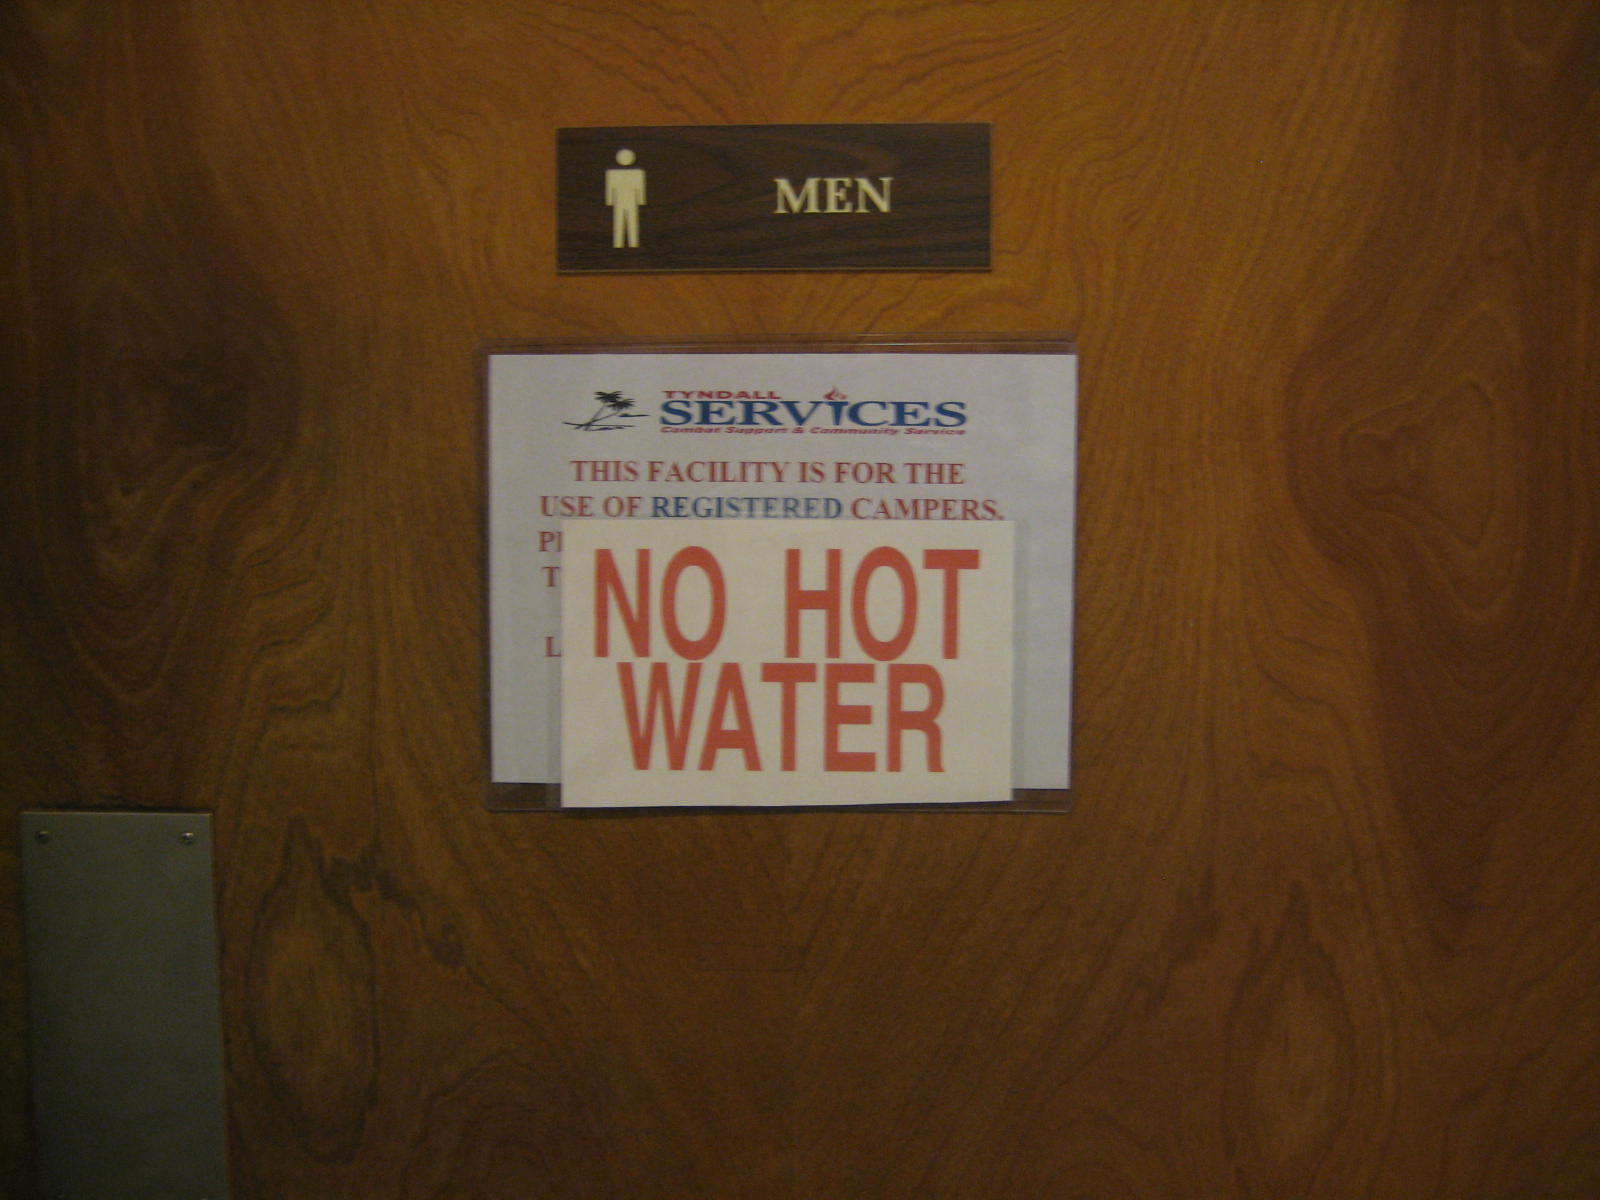 MEN
TYNDALL
SERVICES
Combat Support & Community Service
THIS FACILITY IS FOR THE
USE OF REGISTERED CAMPERS.
NO HOT
WATER